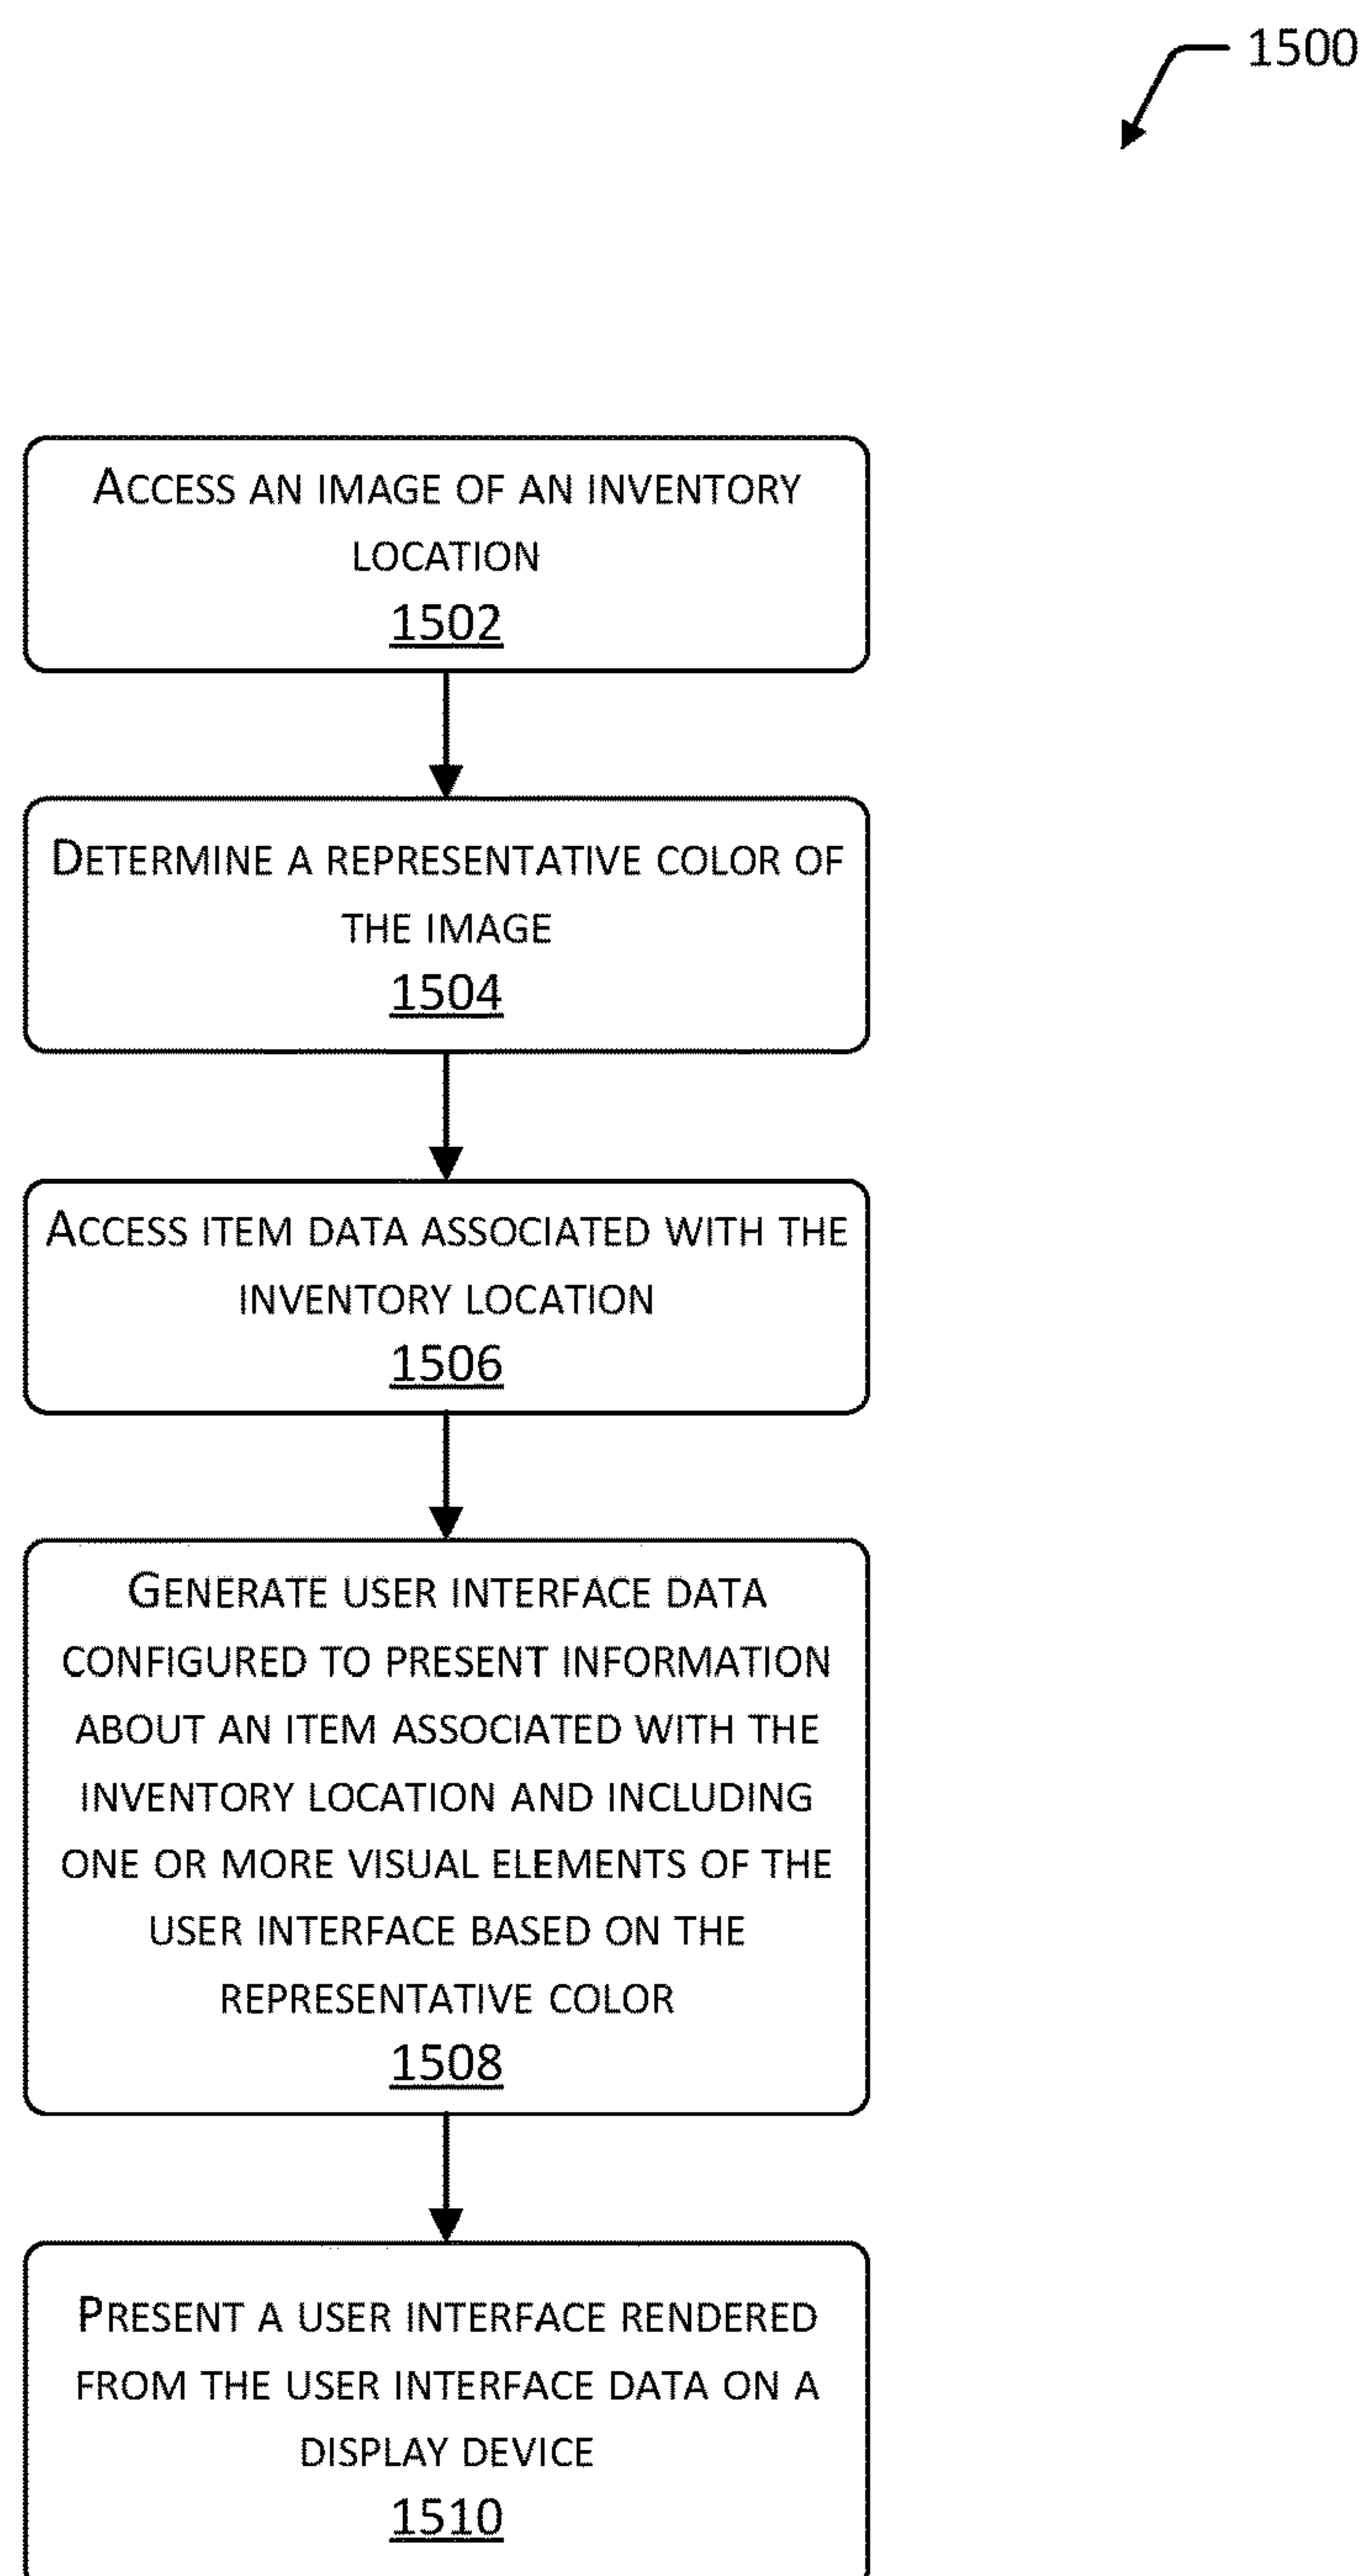 1500
ACCESS AN IMAGE OF AN INVENTORY
LOCATION
1502
DETERMINE A REPRESENTATIVE COLOR OF
THE IMAGE
1504
ACCESS ITEM DATA ASSOCIATED WITH THE
INVENTORY LOCATION
1506
GENERATE USER INTERFACE DATA
CONFIGURED TO PRESENT INFORMATION
ABOUT AN ITEM ASSOCIATED WITH THE
INVENTORY LOCATION AND INCLUDING
ONE OR MORE VISUAL ELEMENTS OF THE
USER INTERFACE BASED ON THE
REPRESENTATIVE COLOR
1508
PRESENT A USER INTERFACE RENDERED
FROM THE USER INTERFACE DATA ON A
DISPLAY DEVICE
1510